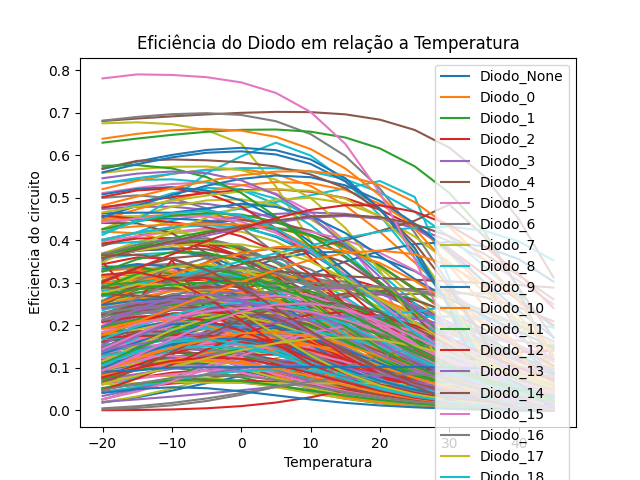 Eficiência do Diodo em relação a Temperatura
Eficiencia do circuito
0.8
0.7
0.6
0.5
0.4
0.3
0.2
0.1
0.0
−20
−10
0
10
20
30
40
Temperatura
Diodo_None
Diodo_0
Diodo_1
Diodo_2
Diodo_3
Diodo_4
Diodo_5
Diodo_6
Diodo_7
Diodo_8
Diodo_9
Diodo_10
Diodo_11
Diodo_12
Diodo_13
Diodo_14
Diodo_15
Diodo_16
Diodo_17
Diodo_18